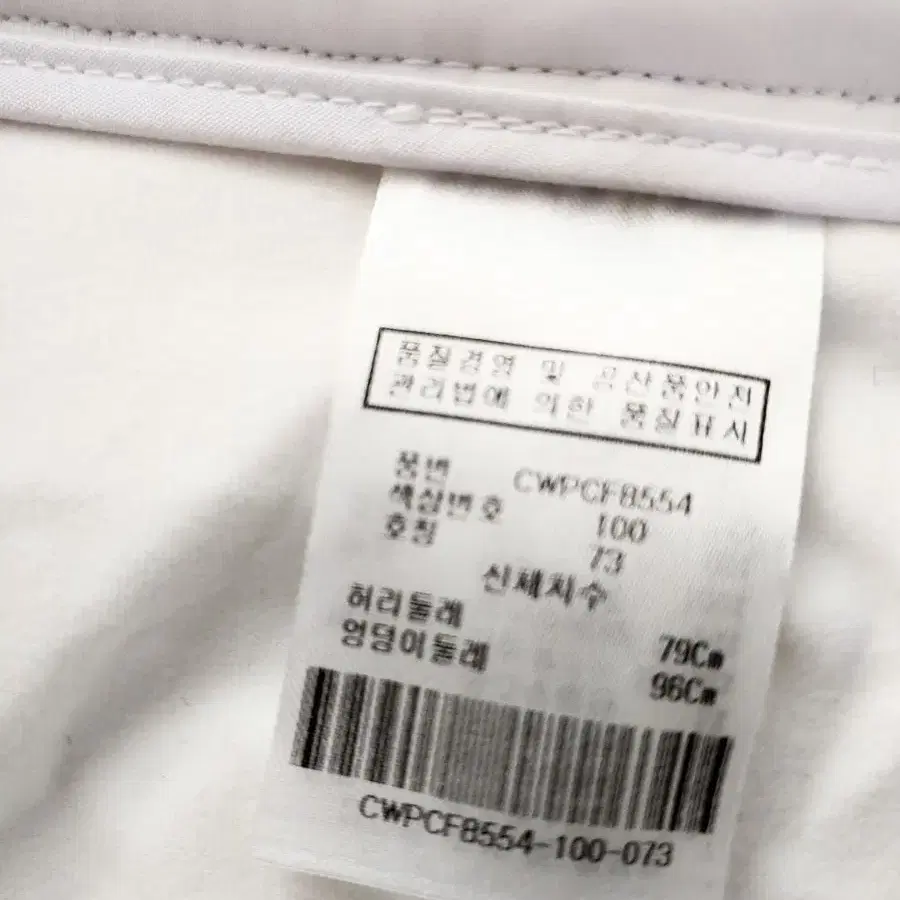 품질경영 및 공산품안전
관리법에 의한 품질표시
품번 CWPCF8554
색상번호 100
호칭 73
신체치수
허리둘레 79Cm
엉덩이둘레 96Cm
CWPCF8554-100-073